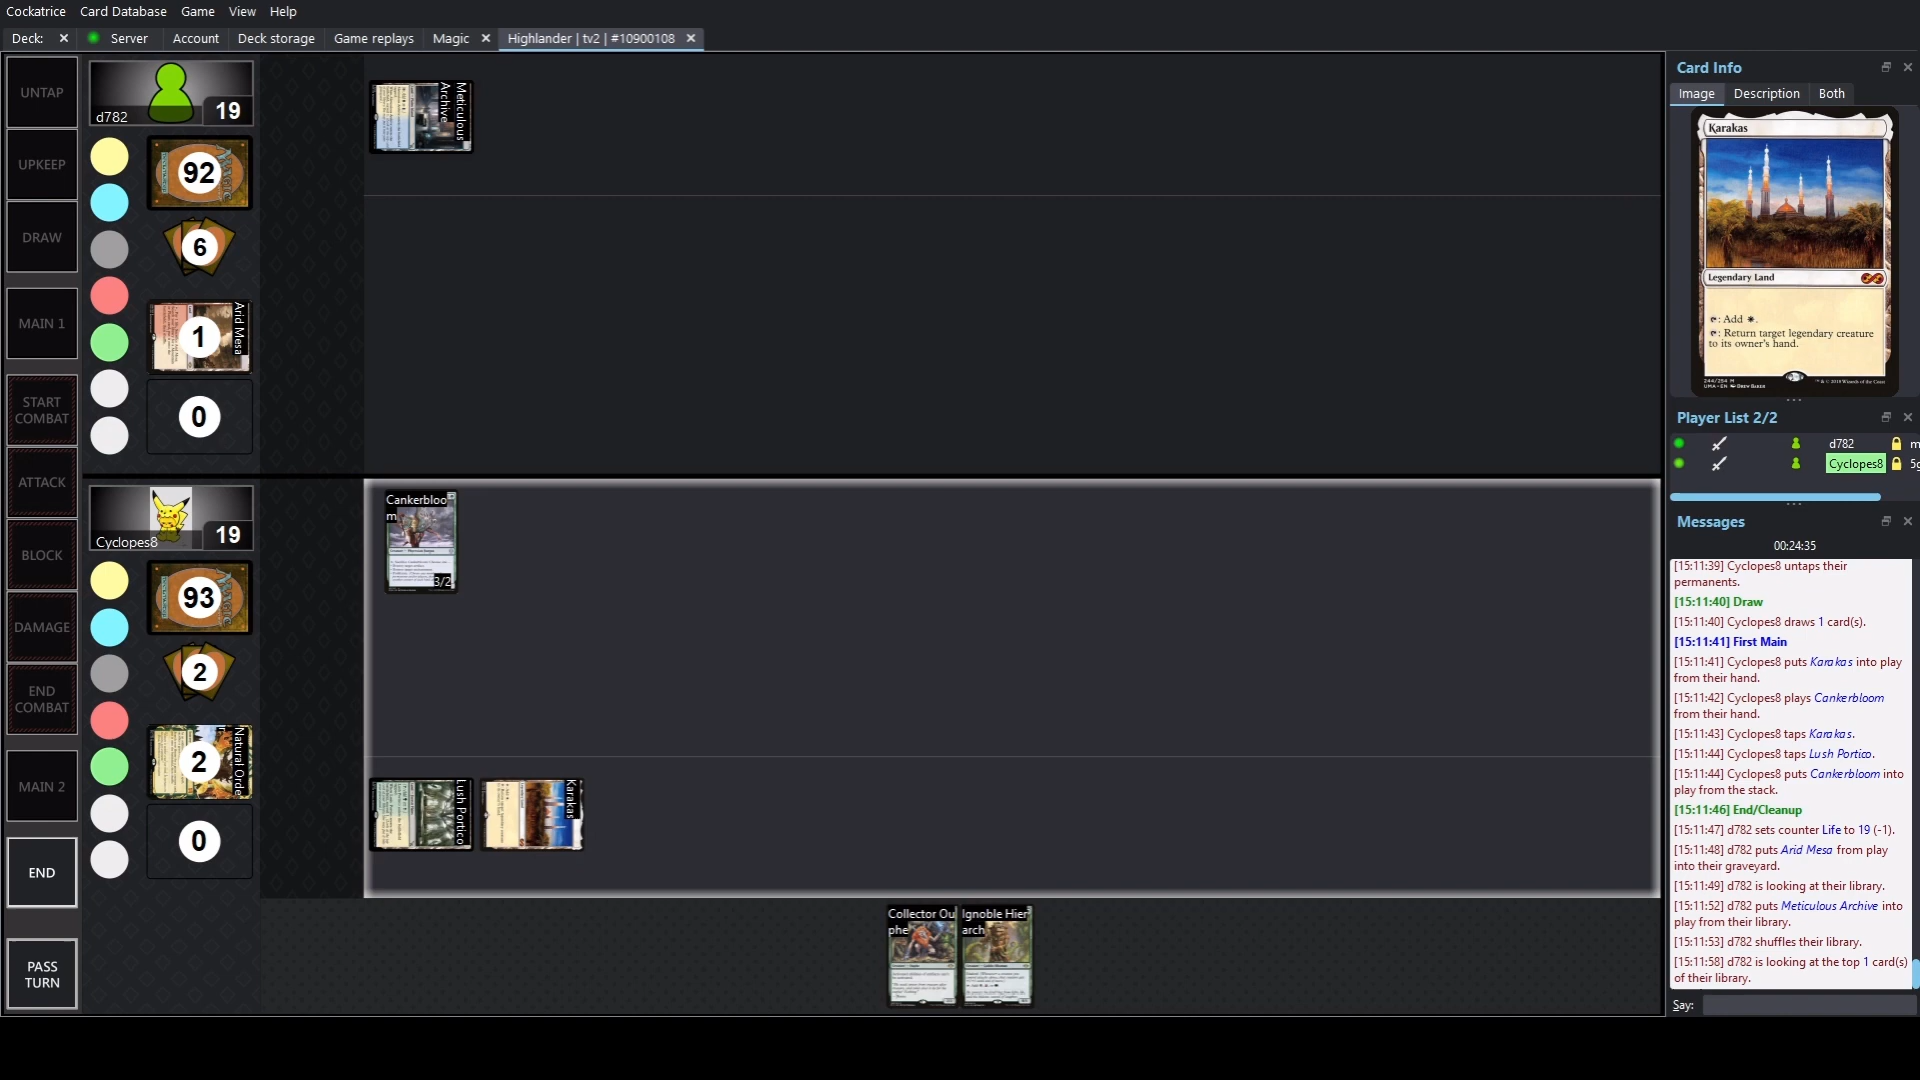 Cockatrice Card Database Game View Help
Deck: Server Account Deck storage Game replays Magic Highlander | tv2 | #10900108
UNTAP
UPKEEP
DRAW
MAIN 1
START
COMBAT
ATTACK
BLOCK
DAMAGE
END
COMBAT
MAIN 2
END
PASS
TURN
d782
19
92
6
Arid Mesa
1
0
Meticulous
Archive
Cyclopes8
19
93
2
Natural Orde
2
0
Cankerbloo
m
3/2
Lush Portico
Karakas
Collector Ou
phe
Ignoble Hier
arch
Card Info
Image Description Both
Karakas
Legendary Land
: Add
: Return target legendary creature
to its owner's hand.
Player List 2/2
d782 m
Cyclopes8 5g
Messages
00:24:35
[15:11:39] Cyclopes8 untaps their
permanents.
[15:11:40] Draw
[15:11:40] Cyclopes8 draws 1 card(s).
[15:11:41] First Main
[15:11:41] Cyclopes8 puts Karakas into play
from their hand.
[15:11:42] Cyclopes8 plays Cankerbloom
from their hand.
[15:11:43] Cyclopes8 taps Karakas.
[15:11:44] Cyclopes8 taps Lush Portico.
[15:11:44] Cyclopes8 puts Cankerbloom into
play from the stack.
[15:11:46] End/Cleanup
[15:11:47] d782 sets counter Life to 19 (-1).
[15:11:48] d782 puts Arid Mesa from play
into their graveyard.
[15:11:49] d782 is looking at their library.
[15:11:52] d782 puts Meticulous Archive into
play from their library.
[15:11:53] d782 shuffles their library.
[15:11:58] d782 is looking at the top 1 card(s)
of their library.
Say: